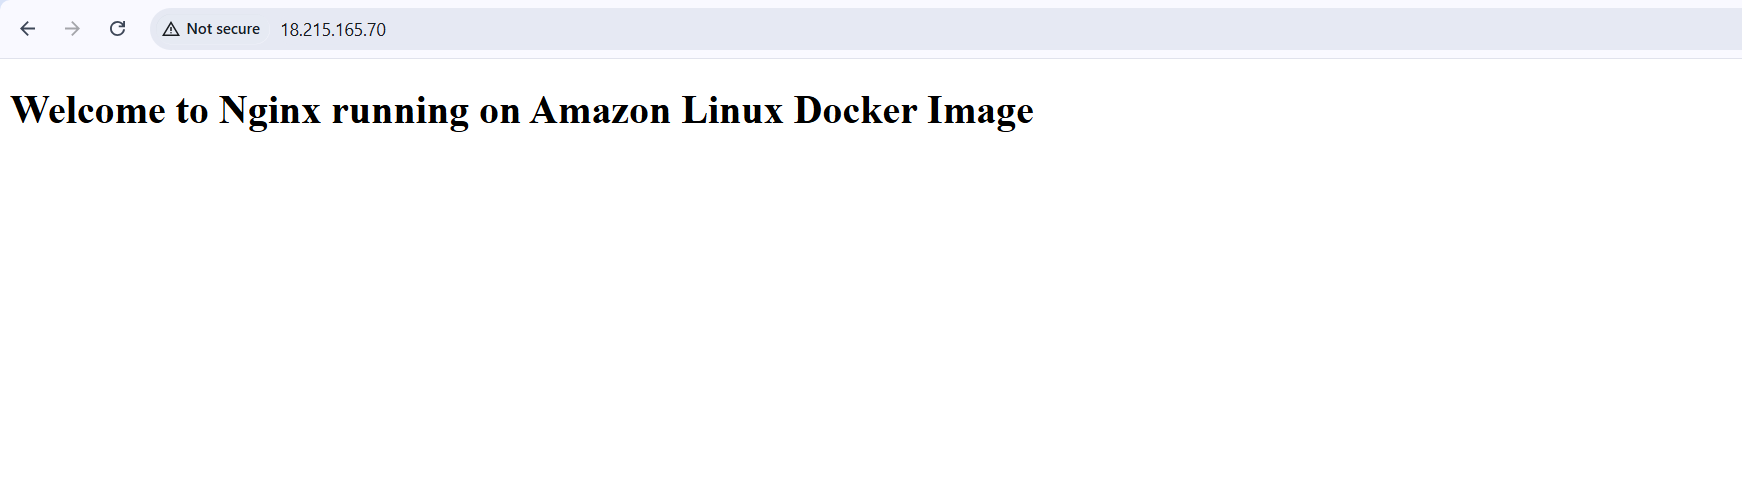 Not secure 18.215.165.70
Welcome to Nginx running on Amazon Linux Docker Image